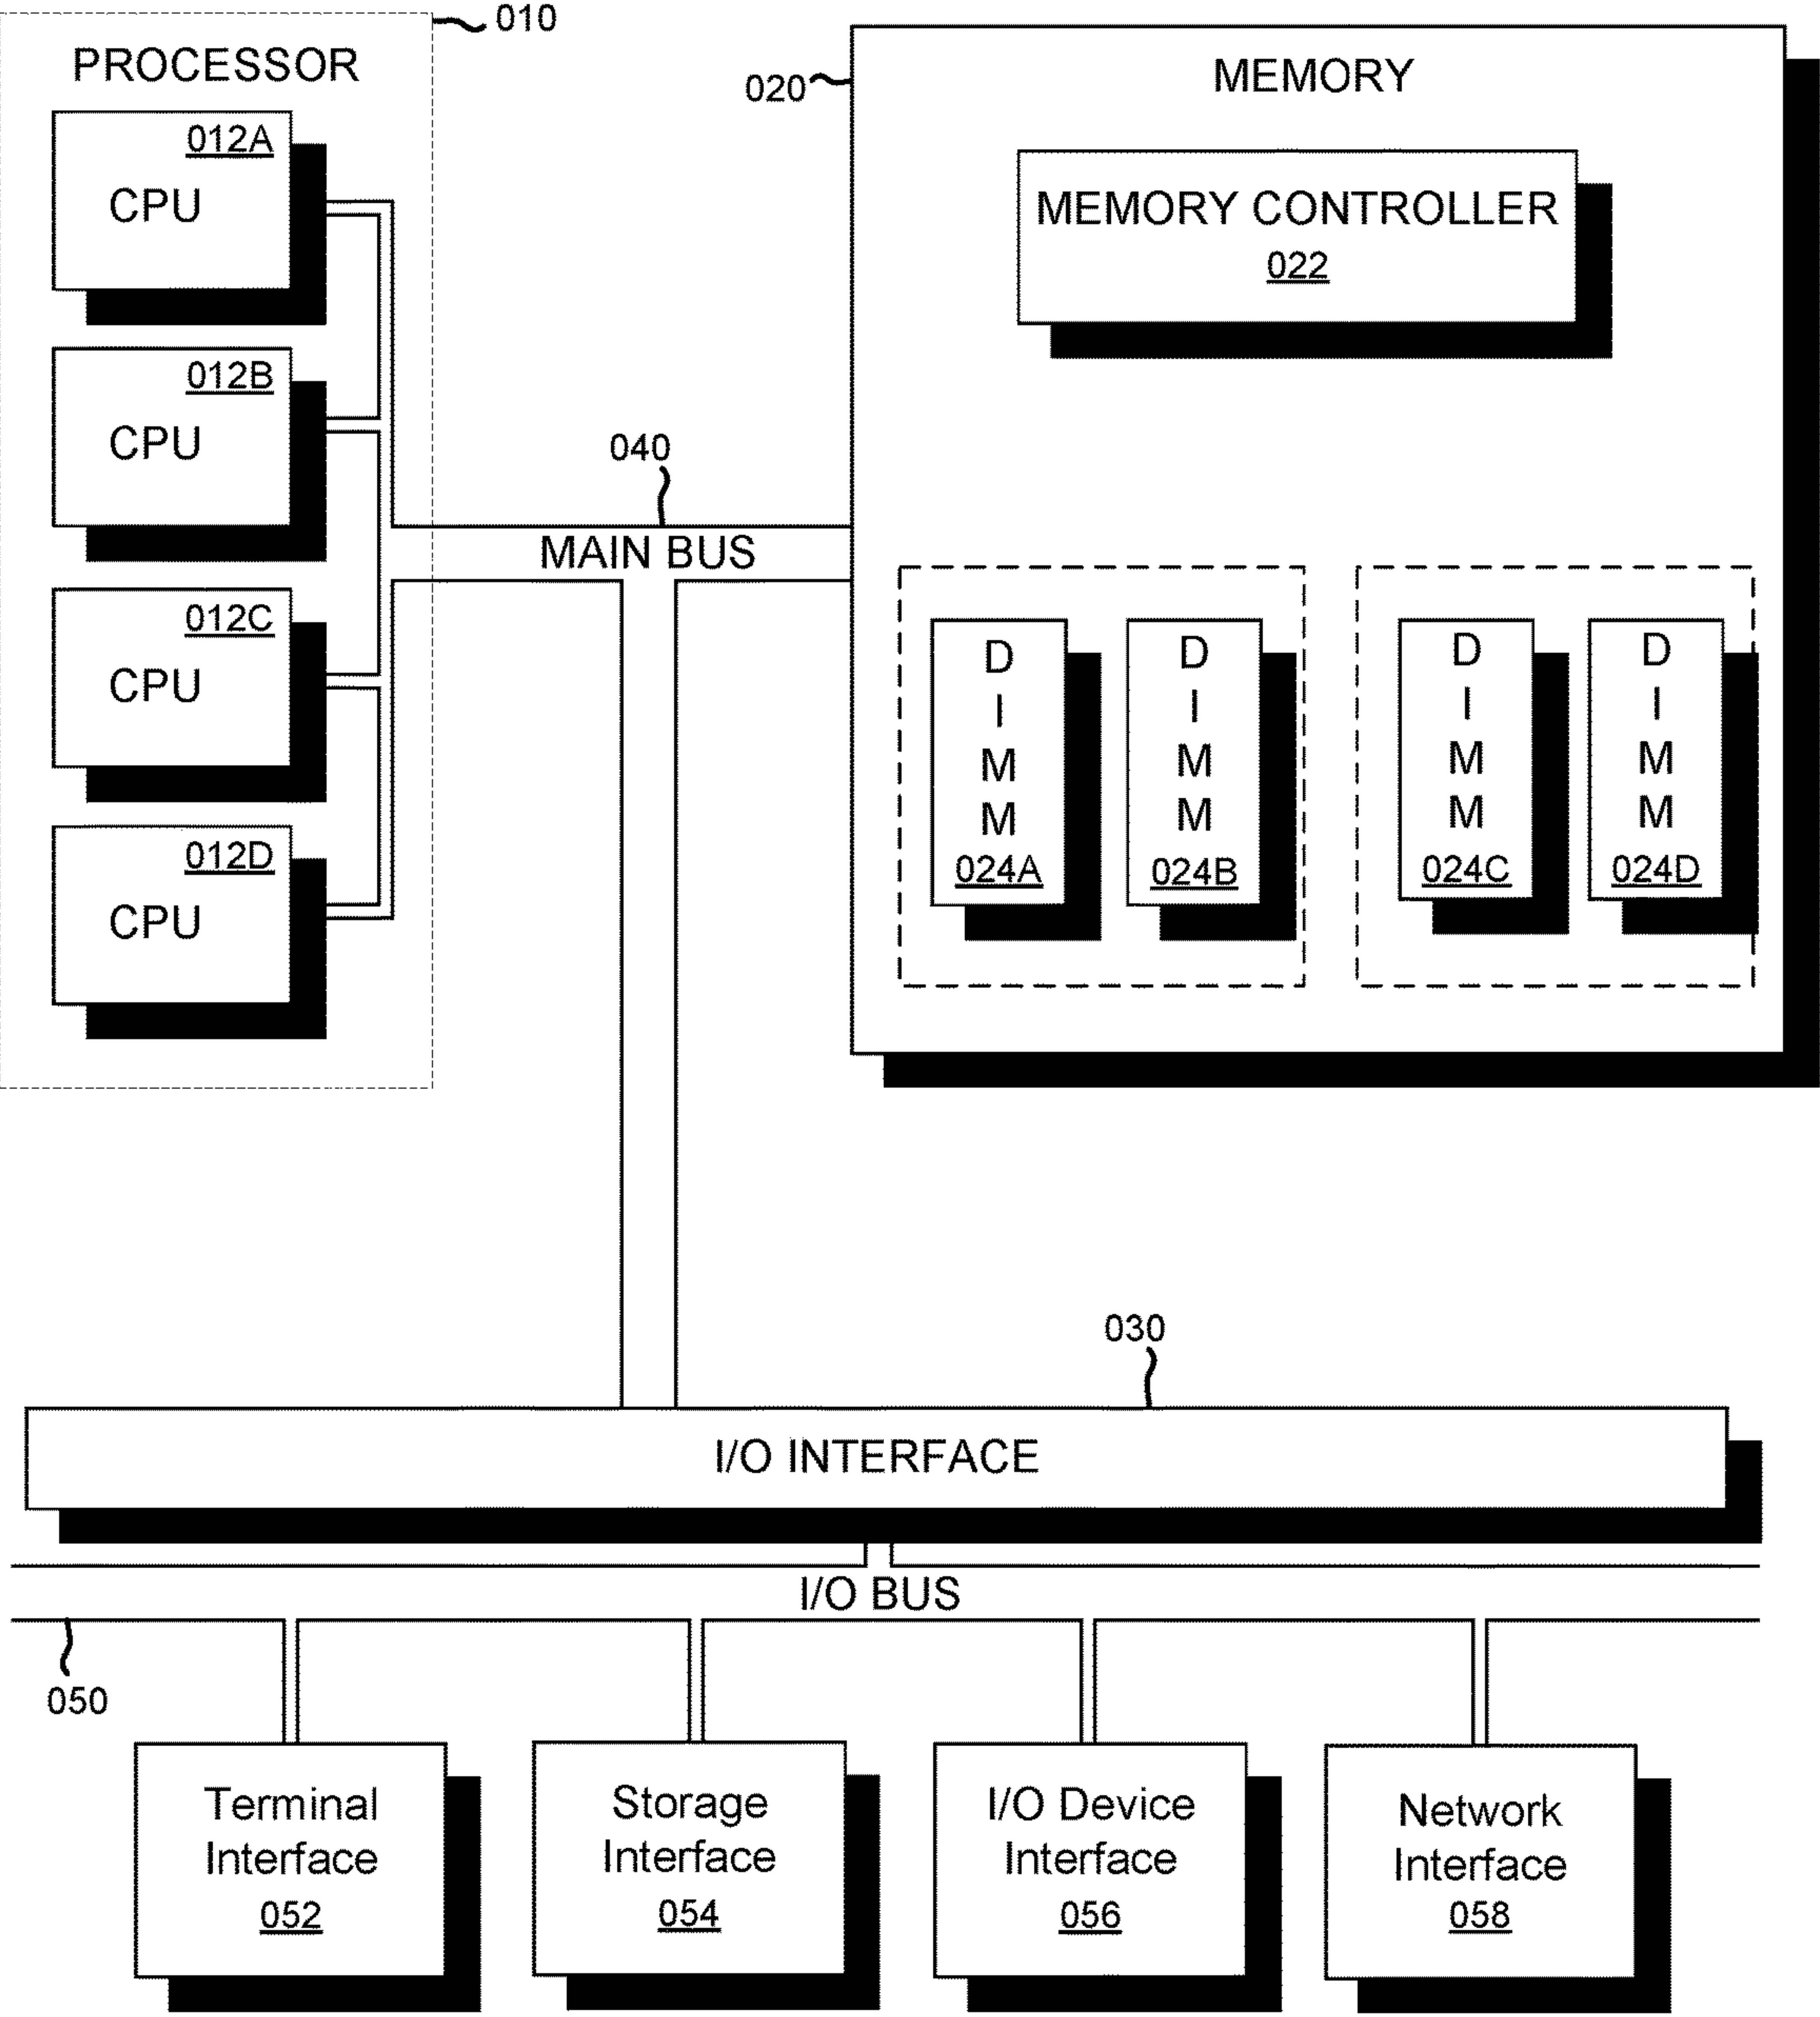 010
PROCESSOR
012A
CPU
012B
CPU
012C
CPU
012D
CPU
040
MAIN BUS
020
MEMORY
MEMORY CONTROLLER
022
D
I
M
M
024A
D
I
M
M
024B
D
I
M
M
024C
D
I
M
M
024D
030
I/O INTERFACE
I/O BUS
050
Terminal
Interface
052
Storage
Interface
054
I/O Device
Interface
056
Network
Interface
058